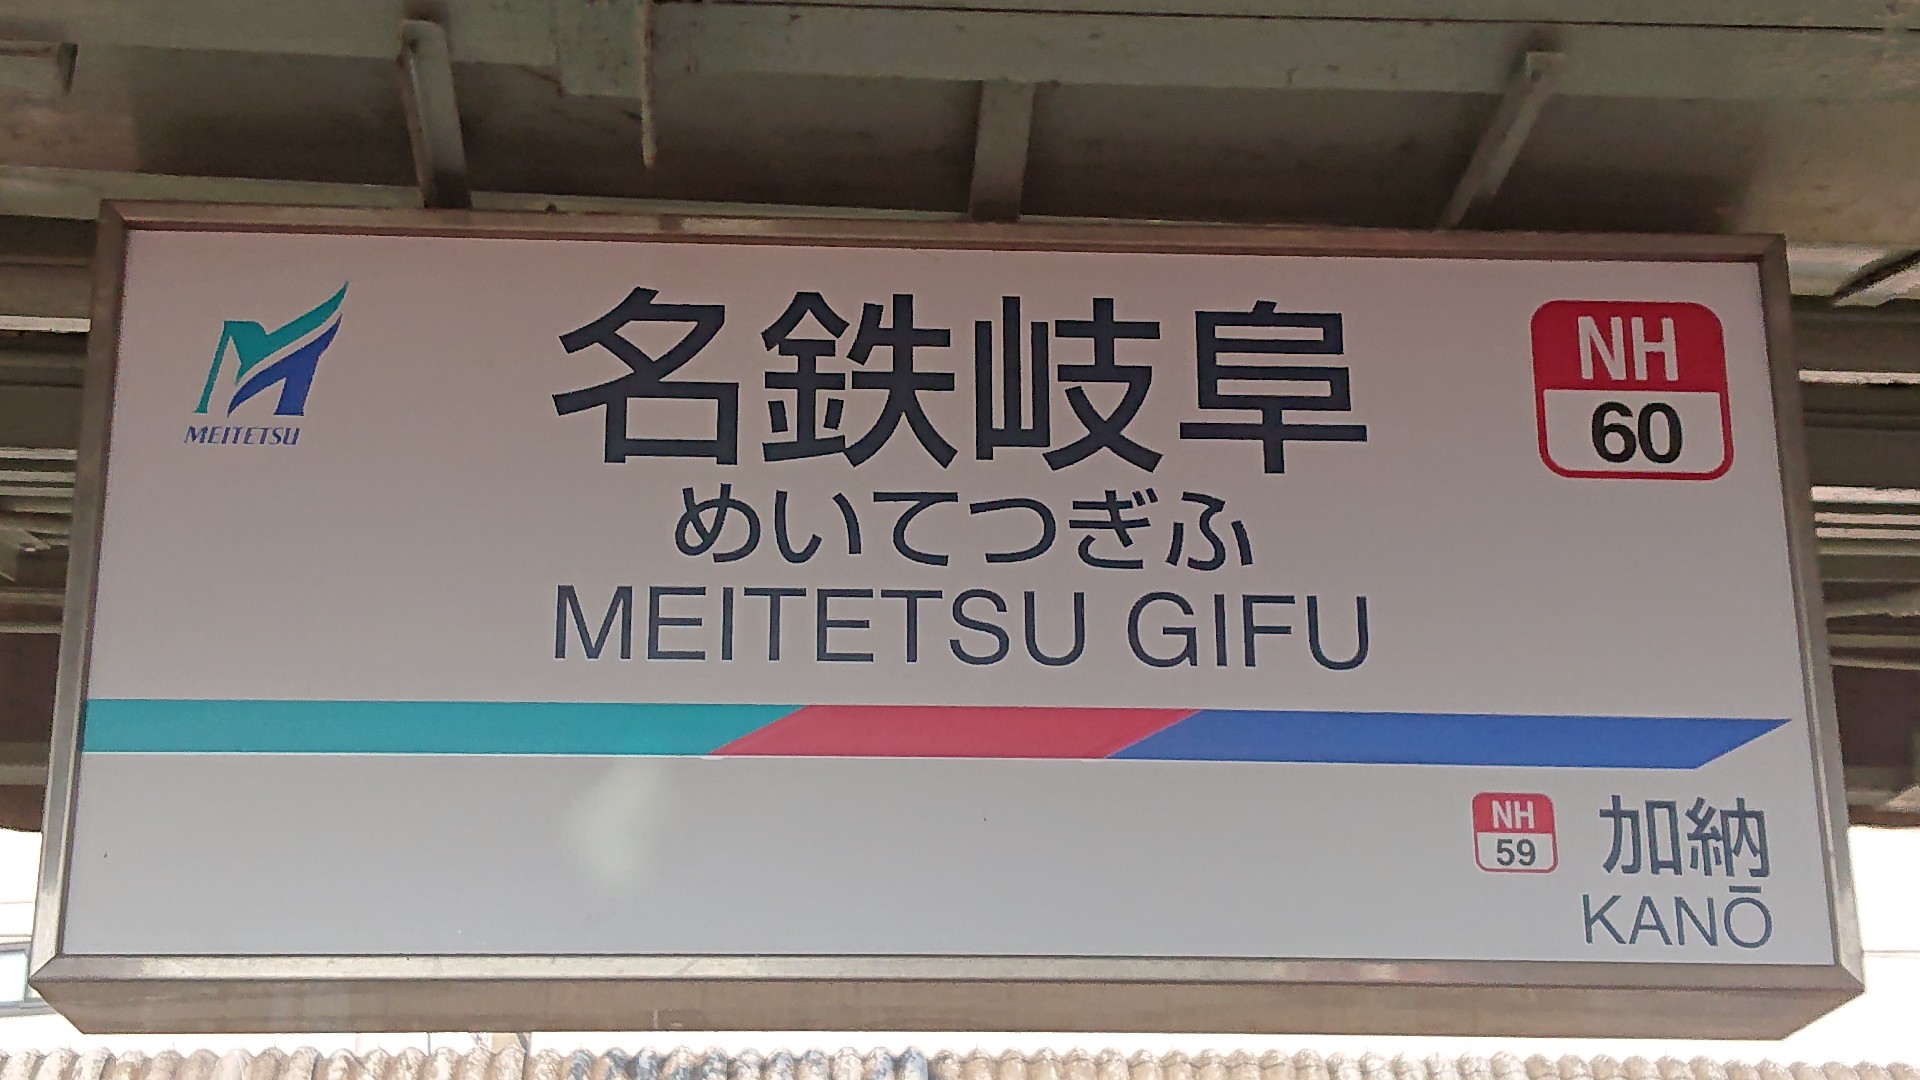 MEITETSU
名鉄岐阜
めいてつぎふ
MEITETSU GIFU
NH
60
NH
59
加納
KANŌ